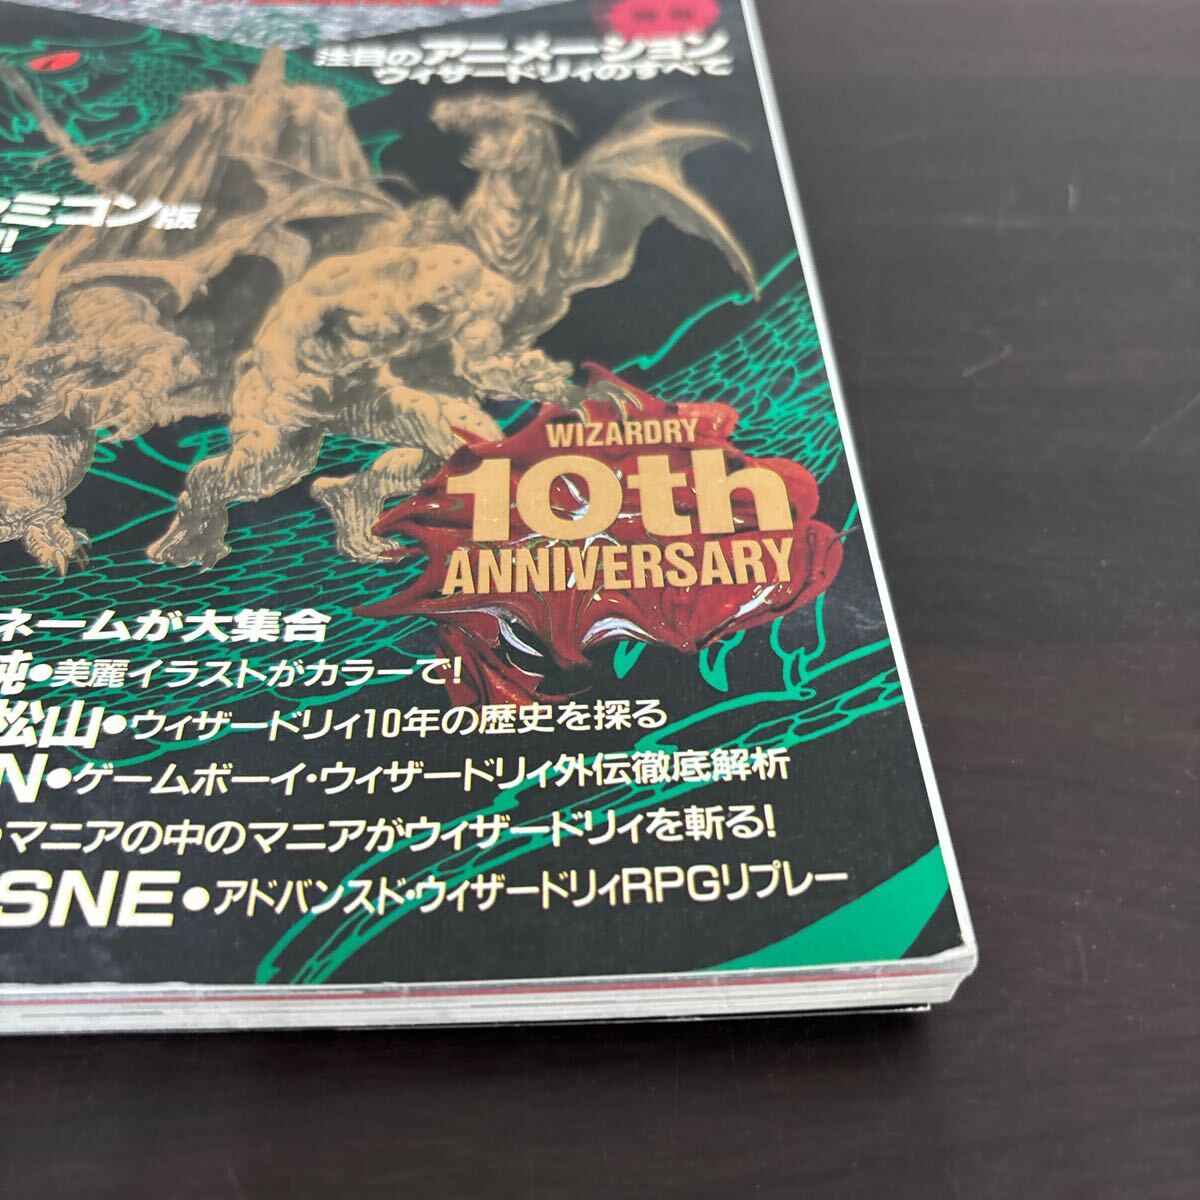 注目のアニメーション
ウィザードリィのすべて
ミコン版
!!
WIZARDRY
10th
ANNIVERSARY
ネームが大集合
純・美麗イラストがカラーで!
松山・ウィザードリィ10年の歴史を探る
N・ゲームボーイ・ウィザードリィ外伝徹底解析
・マニアの中のマニアがウィザードリィを斬る!
SNE・アドバンスド・ウィザードリィRPGリプレー